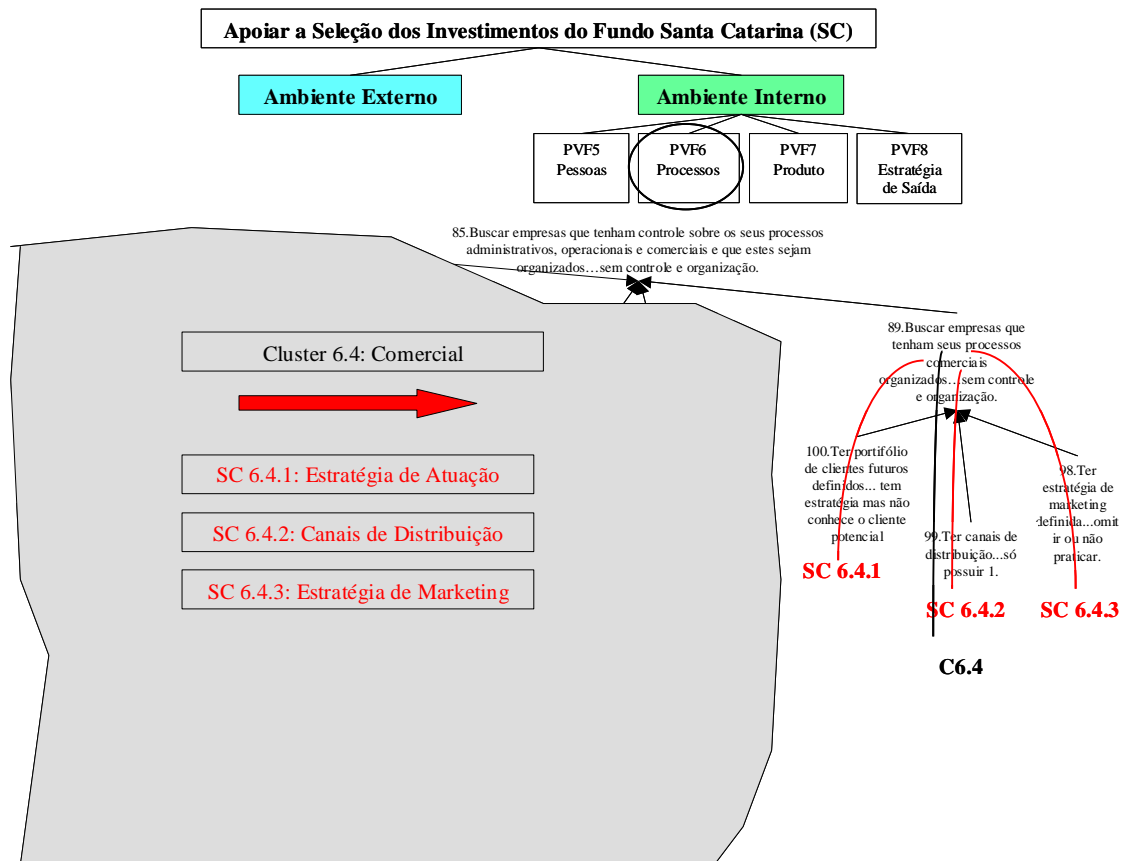 Apoiar a Seleção dos Investimentos do Fundo Santa Catarina (SC)
Ambiente Externo
Ambiente Interno
PVF5
Pessoas
PVF6
Processos
PVF7
Produto
PVF8
Estratégia
de Saída
85.Buscar empresas que tenham controle sobre os seus processos
administrativos, operacionais e comerciais e que estes sejam
organizados…sem controle e organização.
Cluster 6.4: Comercial
SC 6.4.1: Estratégia de Atuação
SC 6.4.2: Canais de Distribuição
SC 6.4.3: Estratégia de Marketing
89.Buscar empresas que
tenham seus processos
comerciais
organizados…sem controle
e organização.
100.Ter portifólio
de clientes futuros
definidos... tem
estratégia mas não
conhece o cliente
potencial
99.Ter canais de
distribuição...só
possuir 1.
98.Ter
estratégia de
marketing
definida...omit
ir ou não
praticar.
SC 6.4.1
SC 6.4.2
SC 6.4.3
C6.4